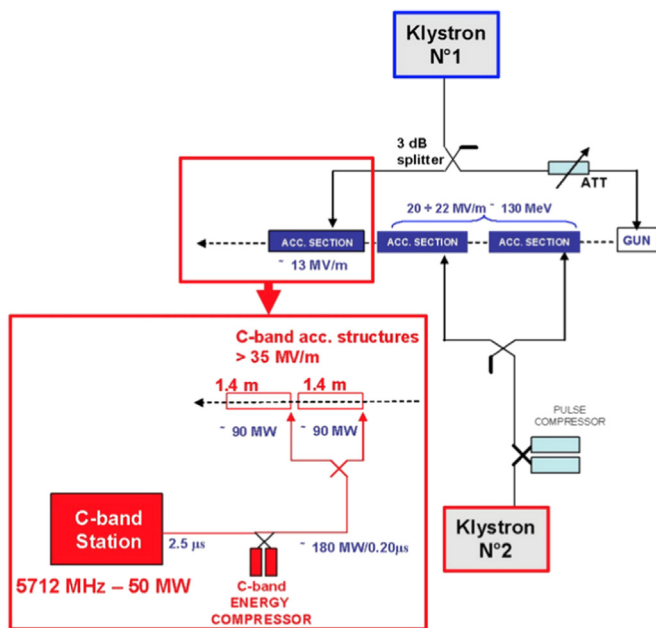 Klystron
N°1
3 dB
splitter
ATT
20 ÷ 22 MV/m ~ 130 MeV
ACC. SECTION
ACC. SECTION
ACC. SECTION
GUN
~ 13 MV/m
C-band acc. structures
> 35 MV/m
1.4 m
1.4 m
~ 90 MW
~ 90 MW
PULSE
COMPRESSOR
C-band
Station
2.5 µs
~ 180 MW/0.20µs
Klystron
N°2
5712 MHz – 50 MW
C-band
ENERGY
COMPRESSOR